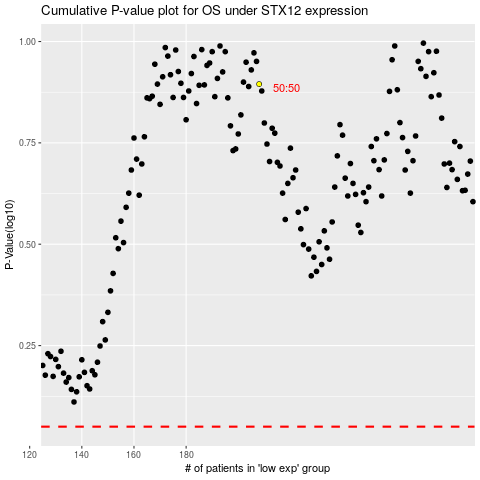 Cumulative P-value plot for OS under STX12 expression
1.00
50:50
0.75
P-Value(log10)
0.50
0.25
120 140 160 180
# of patients in 'low exp' group